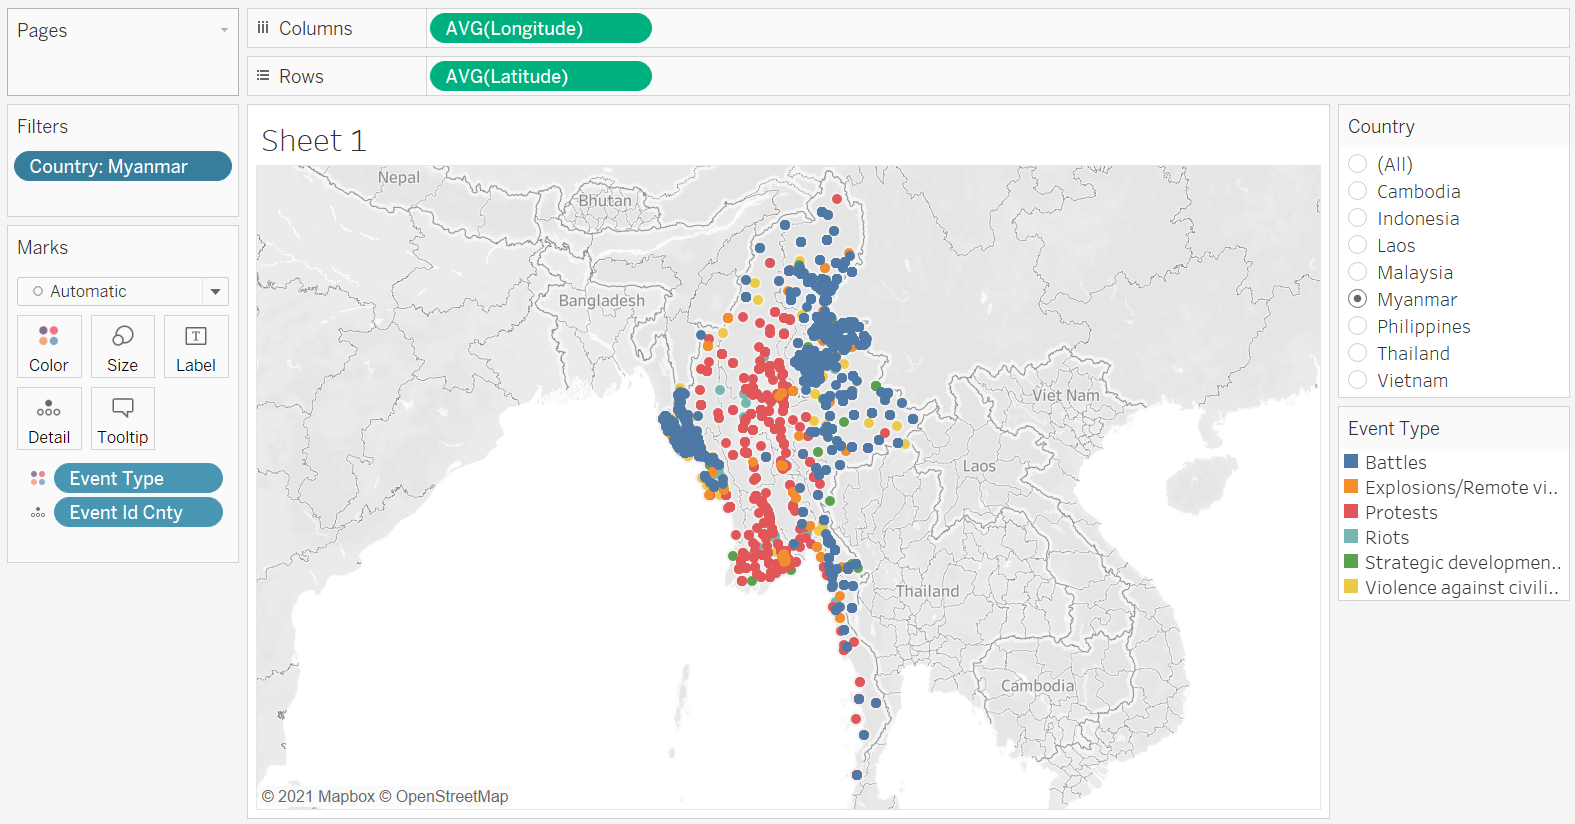 Pages
Columns
AVG(Longitude)
Rows
AVG(Latitude)
Filters
Country: Myanmar
Marks
Automatic
Color
Size
T
Label
Detail
Tooltip
Event Type
Event Id Cnty
Sheet 1
Nepal
Bhutan
Bangladesh
Viet Nam
Laos
Thailand
Cambodia
© 2021 Mapbox © OpenStreetMap
Country
(All)
Cambodia
Indonesia
Laos
Malaysia
Myanmar
Philippines
Thailand
Vietnam
Event Type
Battles
Explosions/Remote vi..
Protests
Riots
Strategic developmen..
Violence against civili..